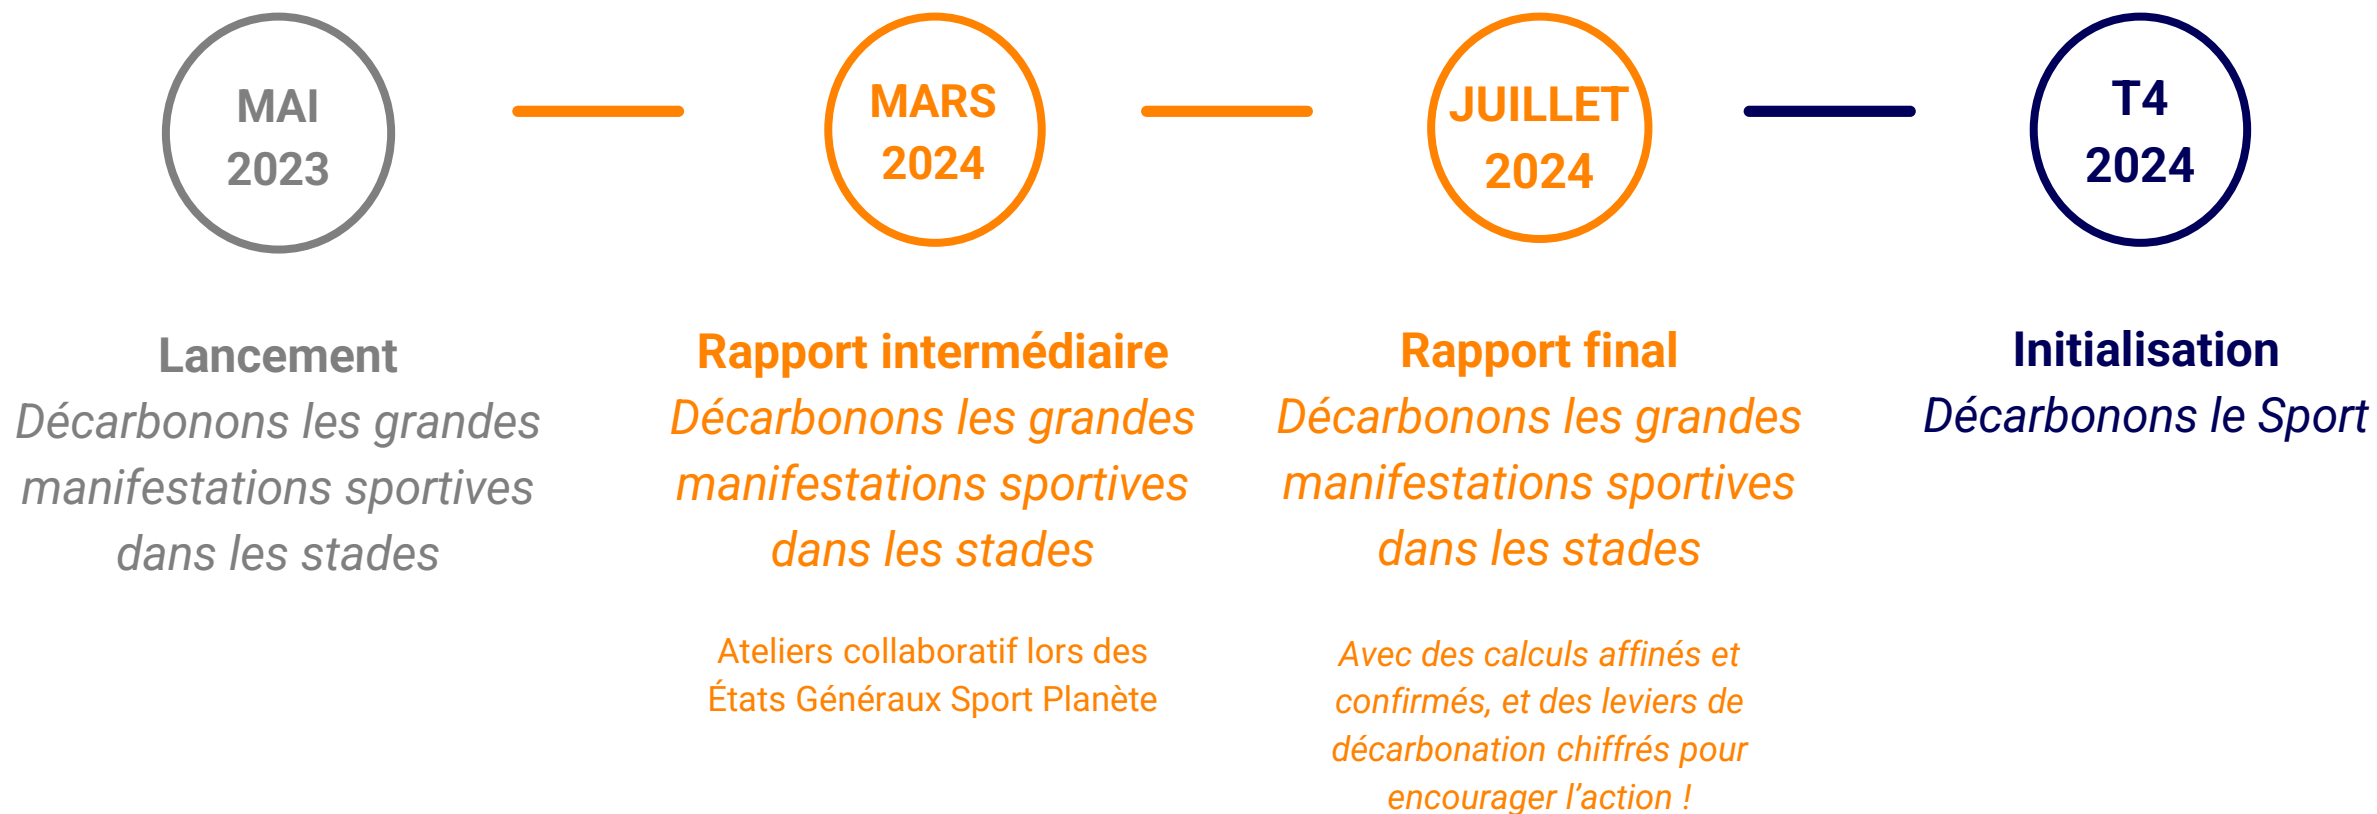 MAI
2023
Lancement
Décarbonons les grandes
manifestations sportives
dans les stades
MARS
2024
Rapport intermédiaire
Décarbonons les grandes
manifestations sportives
dans les stades
Ateliers collaboratif lors des
États Généraux Sport Planète
JUILLET
2024
Rapport final
Décarbonons les grandes
manifestations sportives
dans les stades
Avec des calculs affinés et
confirmés, et des leviers de
décarbonation chiffrés pour
encourager l’action !
T4
2024
Initialisation
Décarbonons le Sport